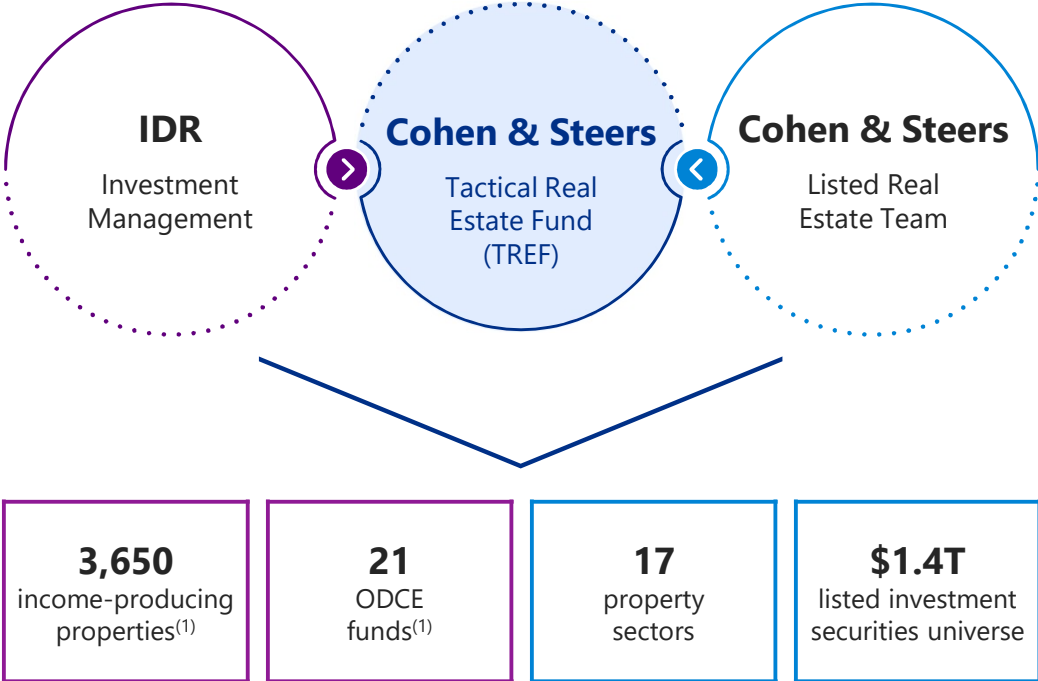 IDR
Investment
Management
Cohen & Steers
Tactical Real
Estate Fund
(TREF)
Cohen & Steers
Listed Real
Estate Team
3,650
income-producing
properties(1)
21
ODCE
funds(1)
17
property
sectors
$1.4T
listed investment
securities universe